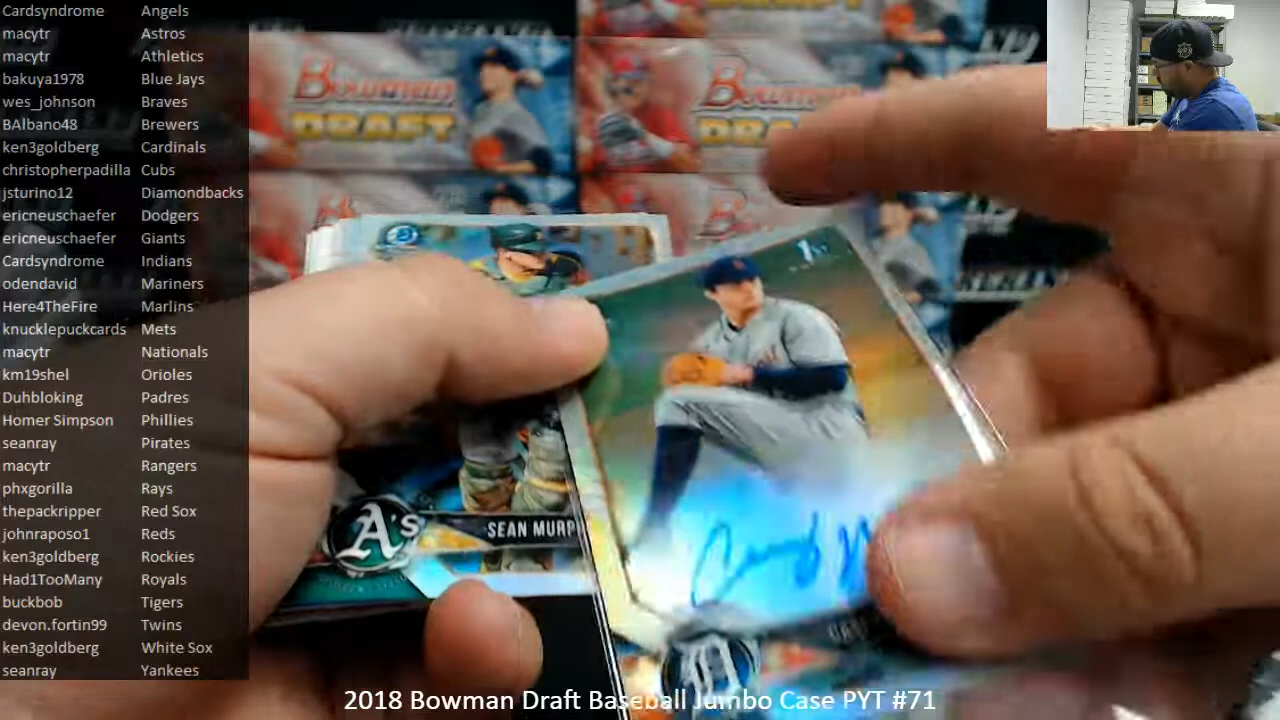 Cardsyndrome Angels
macytr Astros
macytr Athletics
bakuya1978 Blue Jays
wes_johnson Braves
BAlbano48 Brewers
ken3goldberg Cardinals
christopherpadilla Cubs
jsturino12 Diamondbacks
ericneuschaefer Dodgers
ericneuschaefer Giants
Cardsyndrome Indians
odendavid Mariners
Here4TheFire Marlins
knucklepuckcards Mets
macytr Nationals
km19shel Orioles
Duhbloking Padres
Homer Simpson Phillies
seanray Pirates
macytr Rangers
phxgorilla Rays
thepackripper Red Sox
johnraposo1 Reds
ken3goldberg Rockies
Had1TooMany Royals
buckbob Tigers
devon.fortin99 Twins
ken3goldberg White Sox
seanray Yankees
Bowman
DRAFT
Bowman
DRAFT
1st
A's
SEAN MURP
D
2018 Bowman Draft Baseball Jumbo Case PYT #71